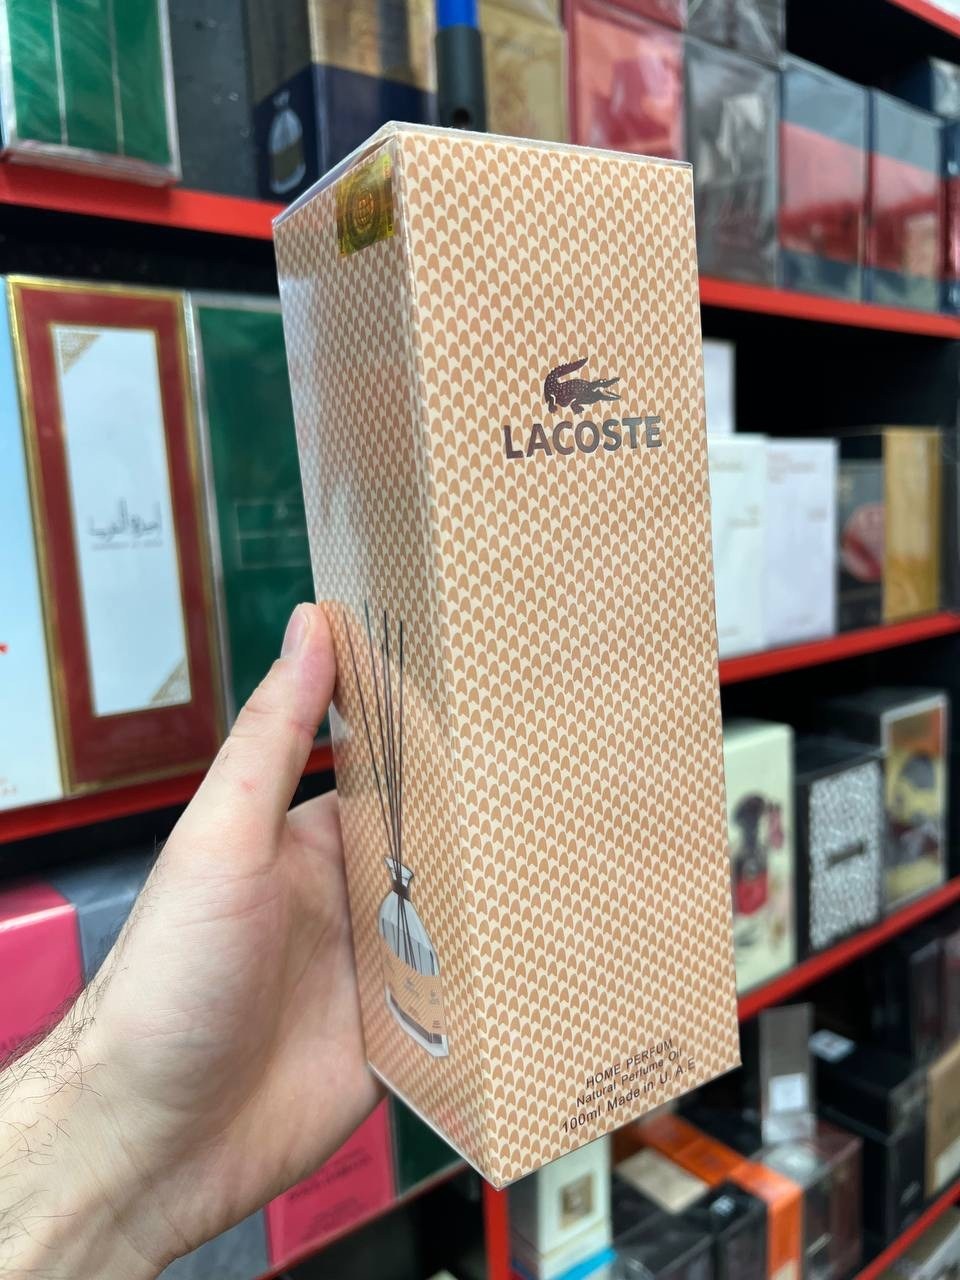 LACOSTE
HOME PERFUM
Natural Perfume Oil
100ml Made in U. A.E